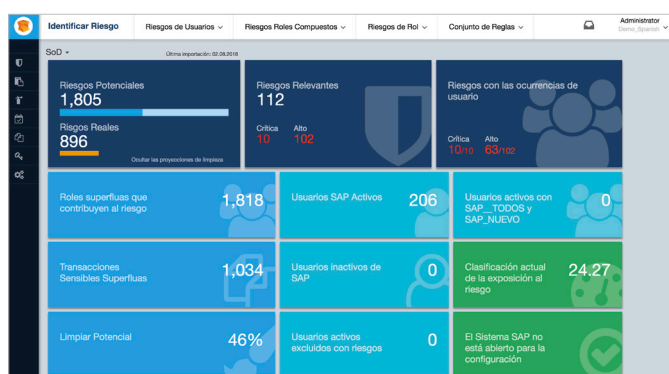 Identificar Riesgo
Riesgos de Usuarios
Riesgos Roles Compuestos
Riesgos de Rol
Conjunto de Reglas
Administrator
Demo_Spanish
SoD
Última importación: 02.08.2018
Riesgos Potenciales
1,805
Risgos Reales
896
Ocultar las proyecciones de limpieza
Riesgos Relevantes
112
Crítica Alto
10 102
Riesgos con las ocurrencias de
usuario
Crítica Alto
10/10 63/102
Roles superfluas que
contribuyen al riesgo
1,818
Usuarios SAP Activos
206
Usuarios activos con
SAP__TODOS y
SAP_NUEVO
0
Transacciones
Sensibles Superfluas
1,034
Usuarios inactivos de
SAP
0
Clasificación actual
de la exposición al
riesgo
24.27
Limpiar Potencial
46%
Usuarios activos
excluidos con riesgos
0
El Sistema SAP no
está abierto para la
configuración